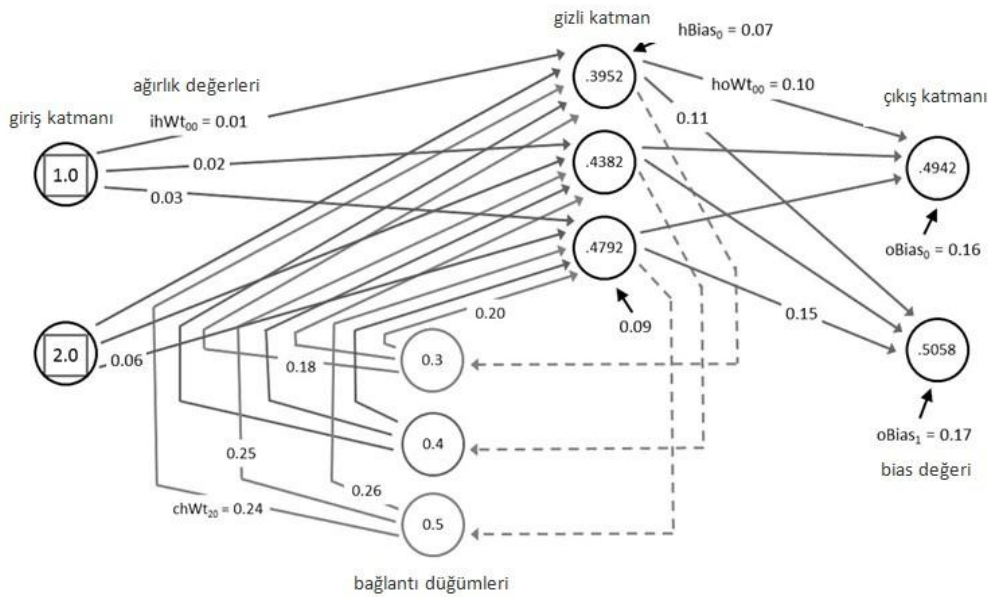 gizli katman
hBias₀ = 0.07
ağırlık değerleri
.3952
hoWt₀₀ = 0.10
çıkış katmanı
giriş katmanı
ihWt₀₀ = 0.01
0.11
1.0
0.02
.4382
.4942
0.03
.4792
oBias₀ = 0.16
0.20
0.09
0.15
2.0
0.06
0.18
0.3
.5058
0.4
oBias₁ = 0.17
0.25
bias değeri
0.26
chWt₂₀ = 0.24
0.5
bağlantı düğümleri